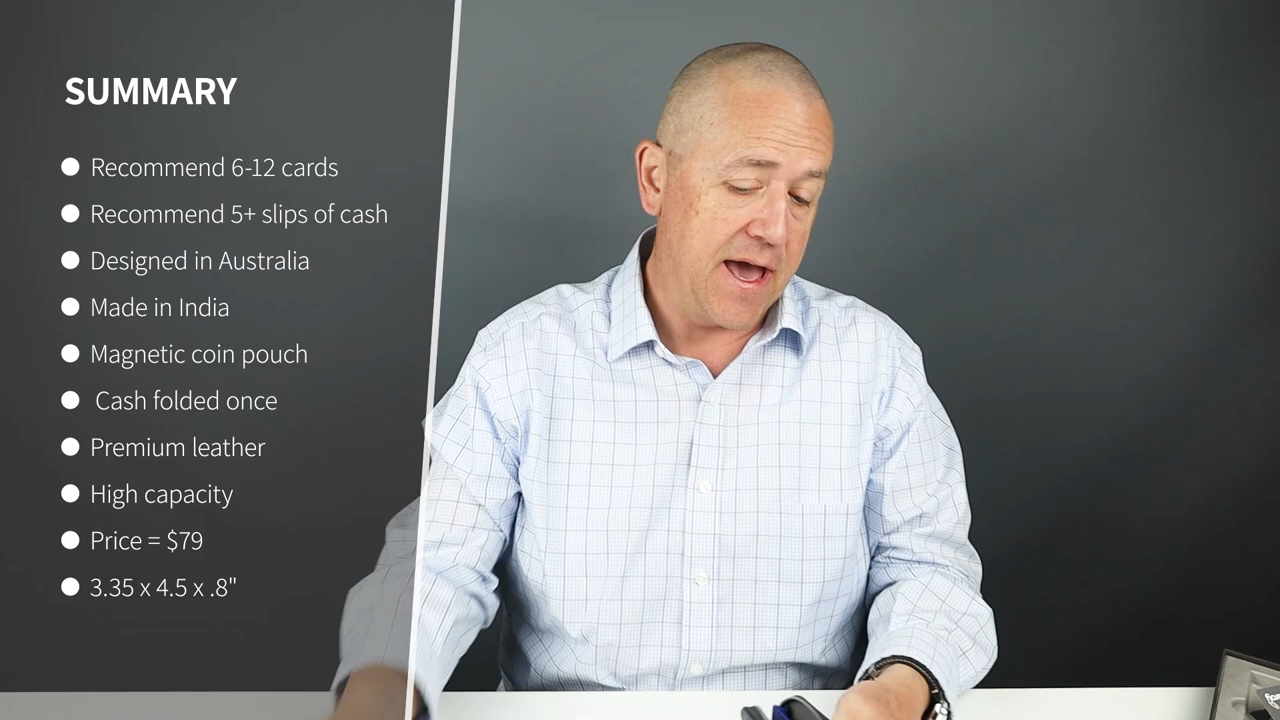 SUMMARY
Recommend 6-12 cards
Recommend 5+ slips of cash
Designed in Australia
Made in India
Magnetic coin pouch
Cash folded once
Premium leather
High capacity
Price = $79
3.35 x 4.5 x .8"